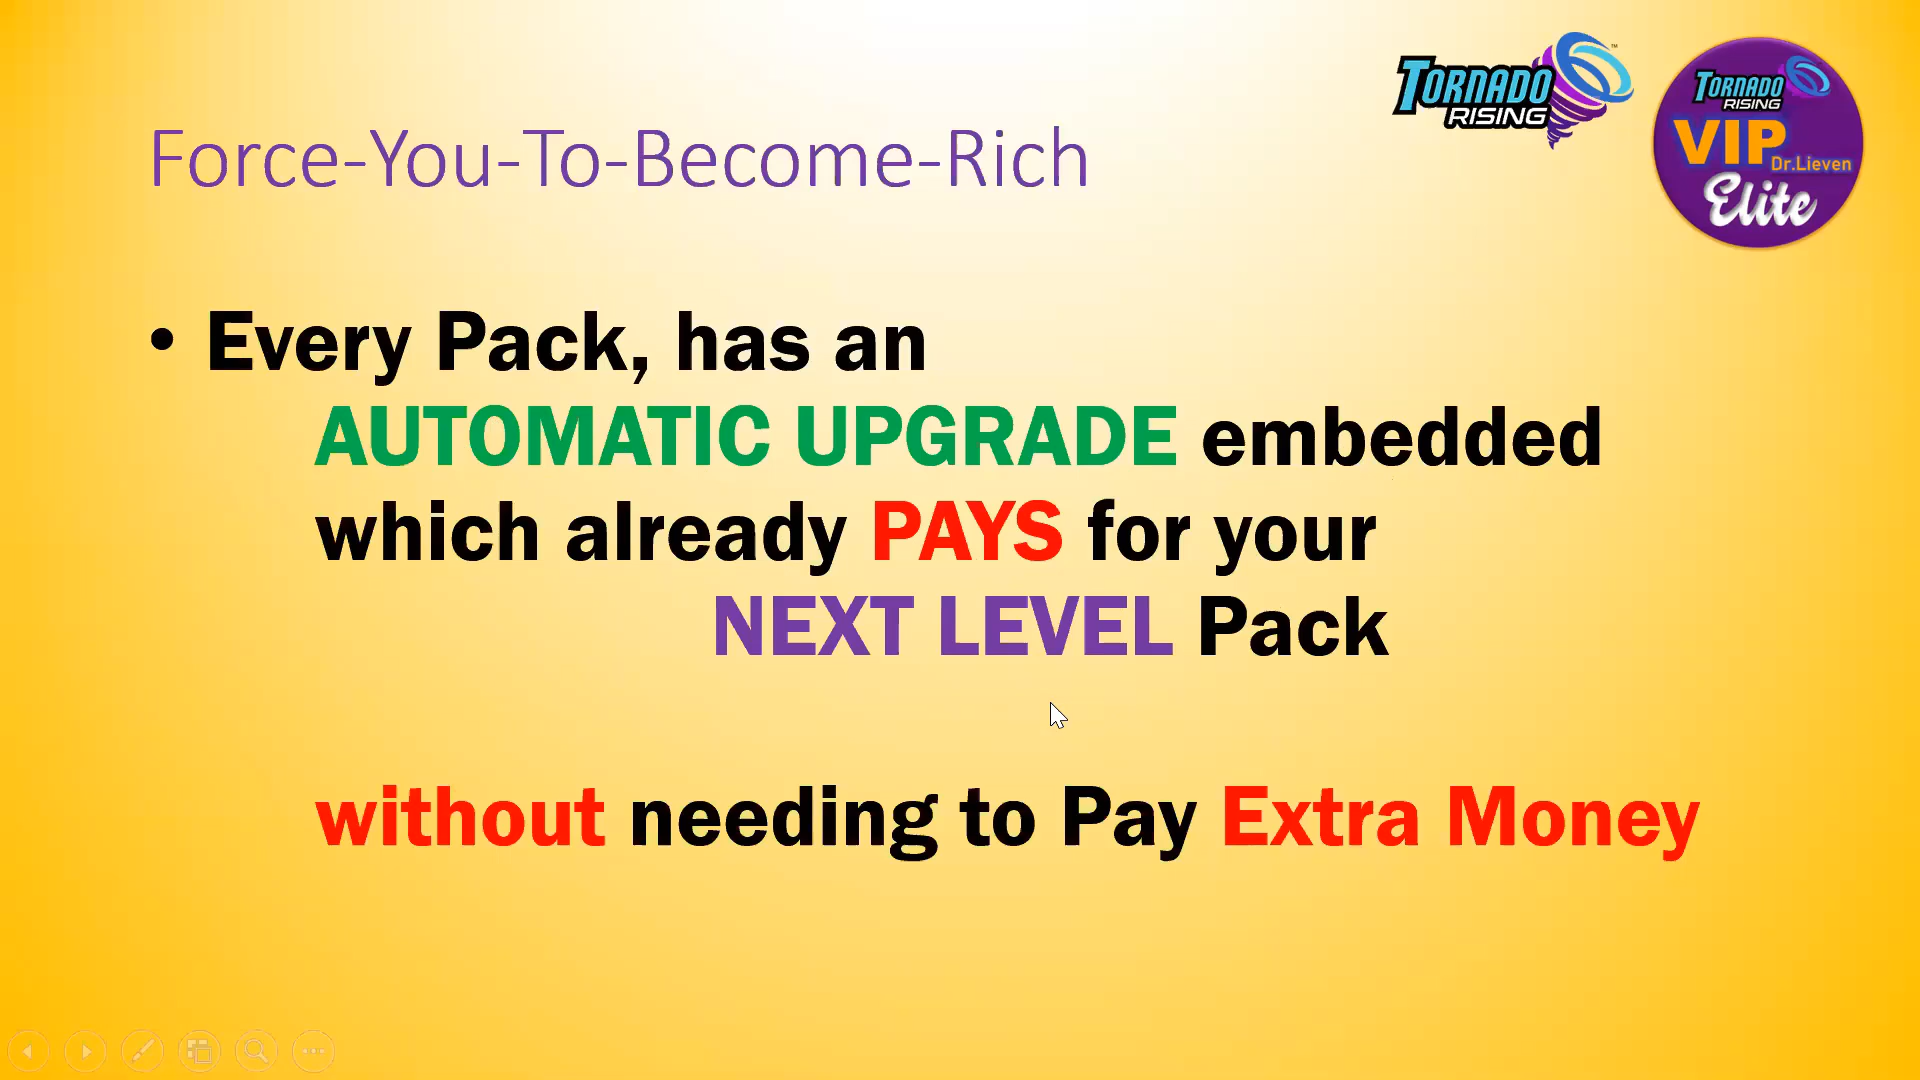 TORNADO
RISING
™
TORNADO
RISING
VIP
Dr.Lieven
Elite
Force-You-To-Become-Rich
• Every Pack, has an
AUTOMATIC UPGRADE embedded
which already PAYS for your
NEXT LEVEL Pack
without needing to Pay Extra Money